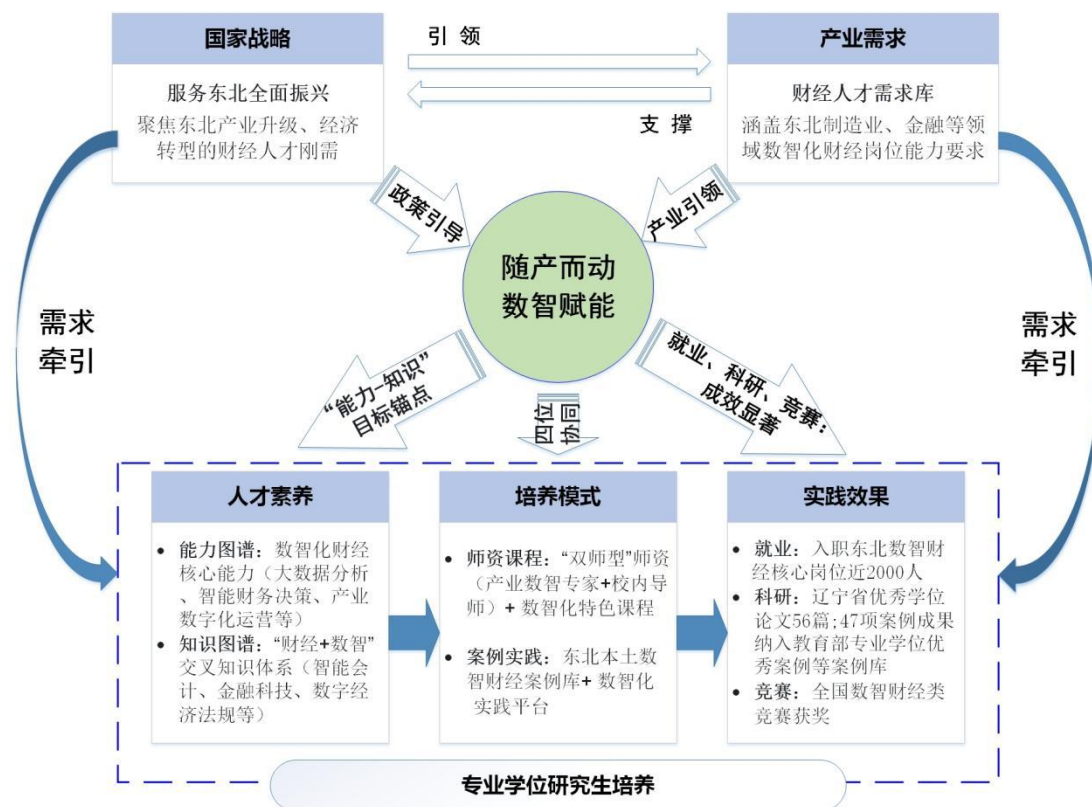 国家战略
服务东北全面振兴
聚焦东北产业升级、经济
转型的财经人才刚需
引 领
支 撑
产业需求
财经人才需求库
涵盖东北制造业、金融等领
域数智化财经岗位能力要求
政策引导
产业引领
随产而动
数智赋能
需求
牵引
需求
牵引
“能力-知识”
目标锚点
四位
协同
就业、科研、竞赛：
成效显著
人才素养
• 能力图谱：数智化财经
核心能力（大数据分析
、智能财务决策、产业
数字化运营等）
• 知识图谱：“财经+数智”
交叉知识体系（智能会
计、金融科技、数字经
济法规等）
培养模式
• 师资课程：“双师型”师资
（产业数智专家+校内导
师）+ 数智化特色课程
• 案例实践：东北本土数
智财经案例库+ 数智化
实践平台
实践效果
• 就业：入职东北数智财
经核心岗位近2000人
• 科研：辽宁省优秀学位
论文56篇;47项案例成果
纳入教育部专业学位优
秀案例等案例库
• 竞赛：全国数智财经类
竞赛获奖
专业学位研究生培养